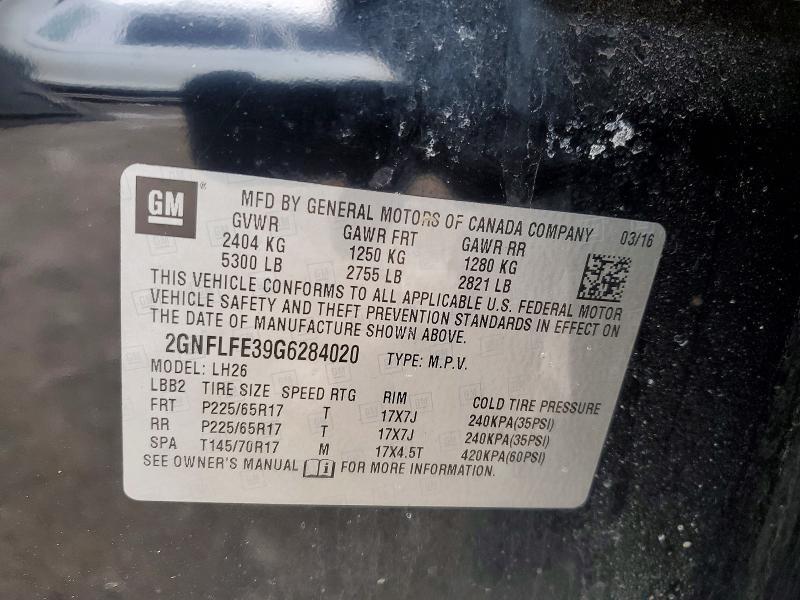 GM®
MFD BY GENERAL MOTORS OF CANADA COMPANY 03/16
GVWR GAWR FRT GAWR RR
2404 KG 1250 KG 1280 KG
5300 LB 2755 LB 2821 LB
THIS VEHICLE CONFORMS TO ALL APPLICABLE U.S. FEDERAL MOTOR
VEHICLE SAFETY AND THEFT PREVENTION STANDARDS IN EFFECT ON
THE DATE OF MANUFACTURE SHOWN ABOVE.
2GNFLFE39G6284020 TYPE: M.P.V.
MODEL: LH26
LBB2 TIRE SIZE SPEED RTG RIM COLD TIRE PRESSURE
FRT P225/65R17 T 17X7J 240KPA(35PSI)
RR P225/65R17 T 17X7J 240KPA(35PSI)
SPA T145/70R17 M 17X4.5T 420KPA(60PSI)
SEE OWNER'S MANUAL FOR MORE INFORMATION.